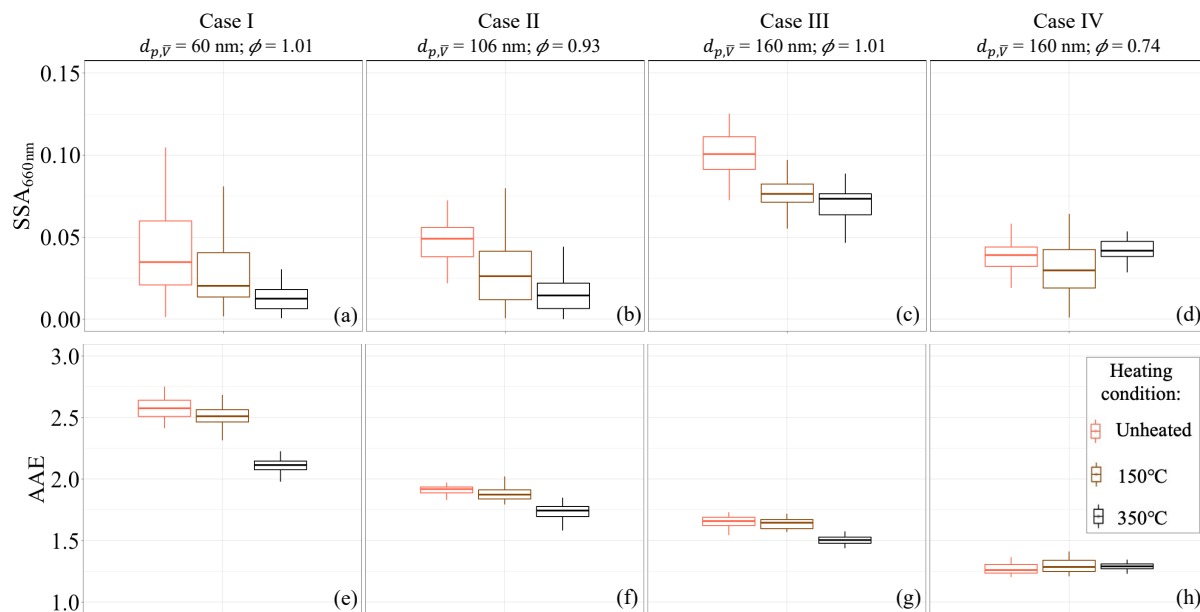 Case I
Case II
Case III
Case IV
d_{p,V̅} = 60 nm; ϕ = 1.01
d_{p,V̅} = 106 nm; ϕ = 0.93
d_{p,V̅} = 160 nm; ϕ = 1.01
d_{p,V̅} = 160 nm; ϕ = 0.74
SSA₆₆₀ₙₘ
0.15
0.10
0.05
0.00
(a)
(b)
(c)
(d)
AAE
3.0
2.5
2.0
1.5
1.0
(e)
(f)
(g)
(h)
Heating
condition:
Unheated
150℃
350℃